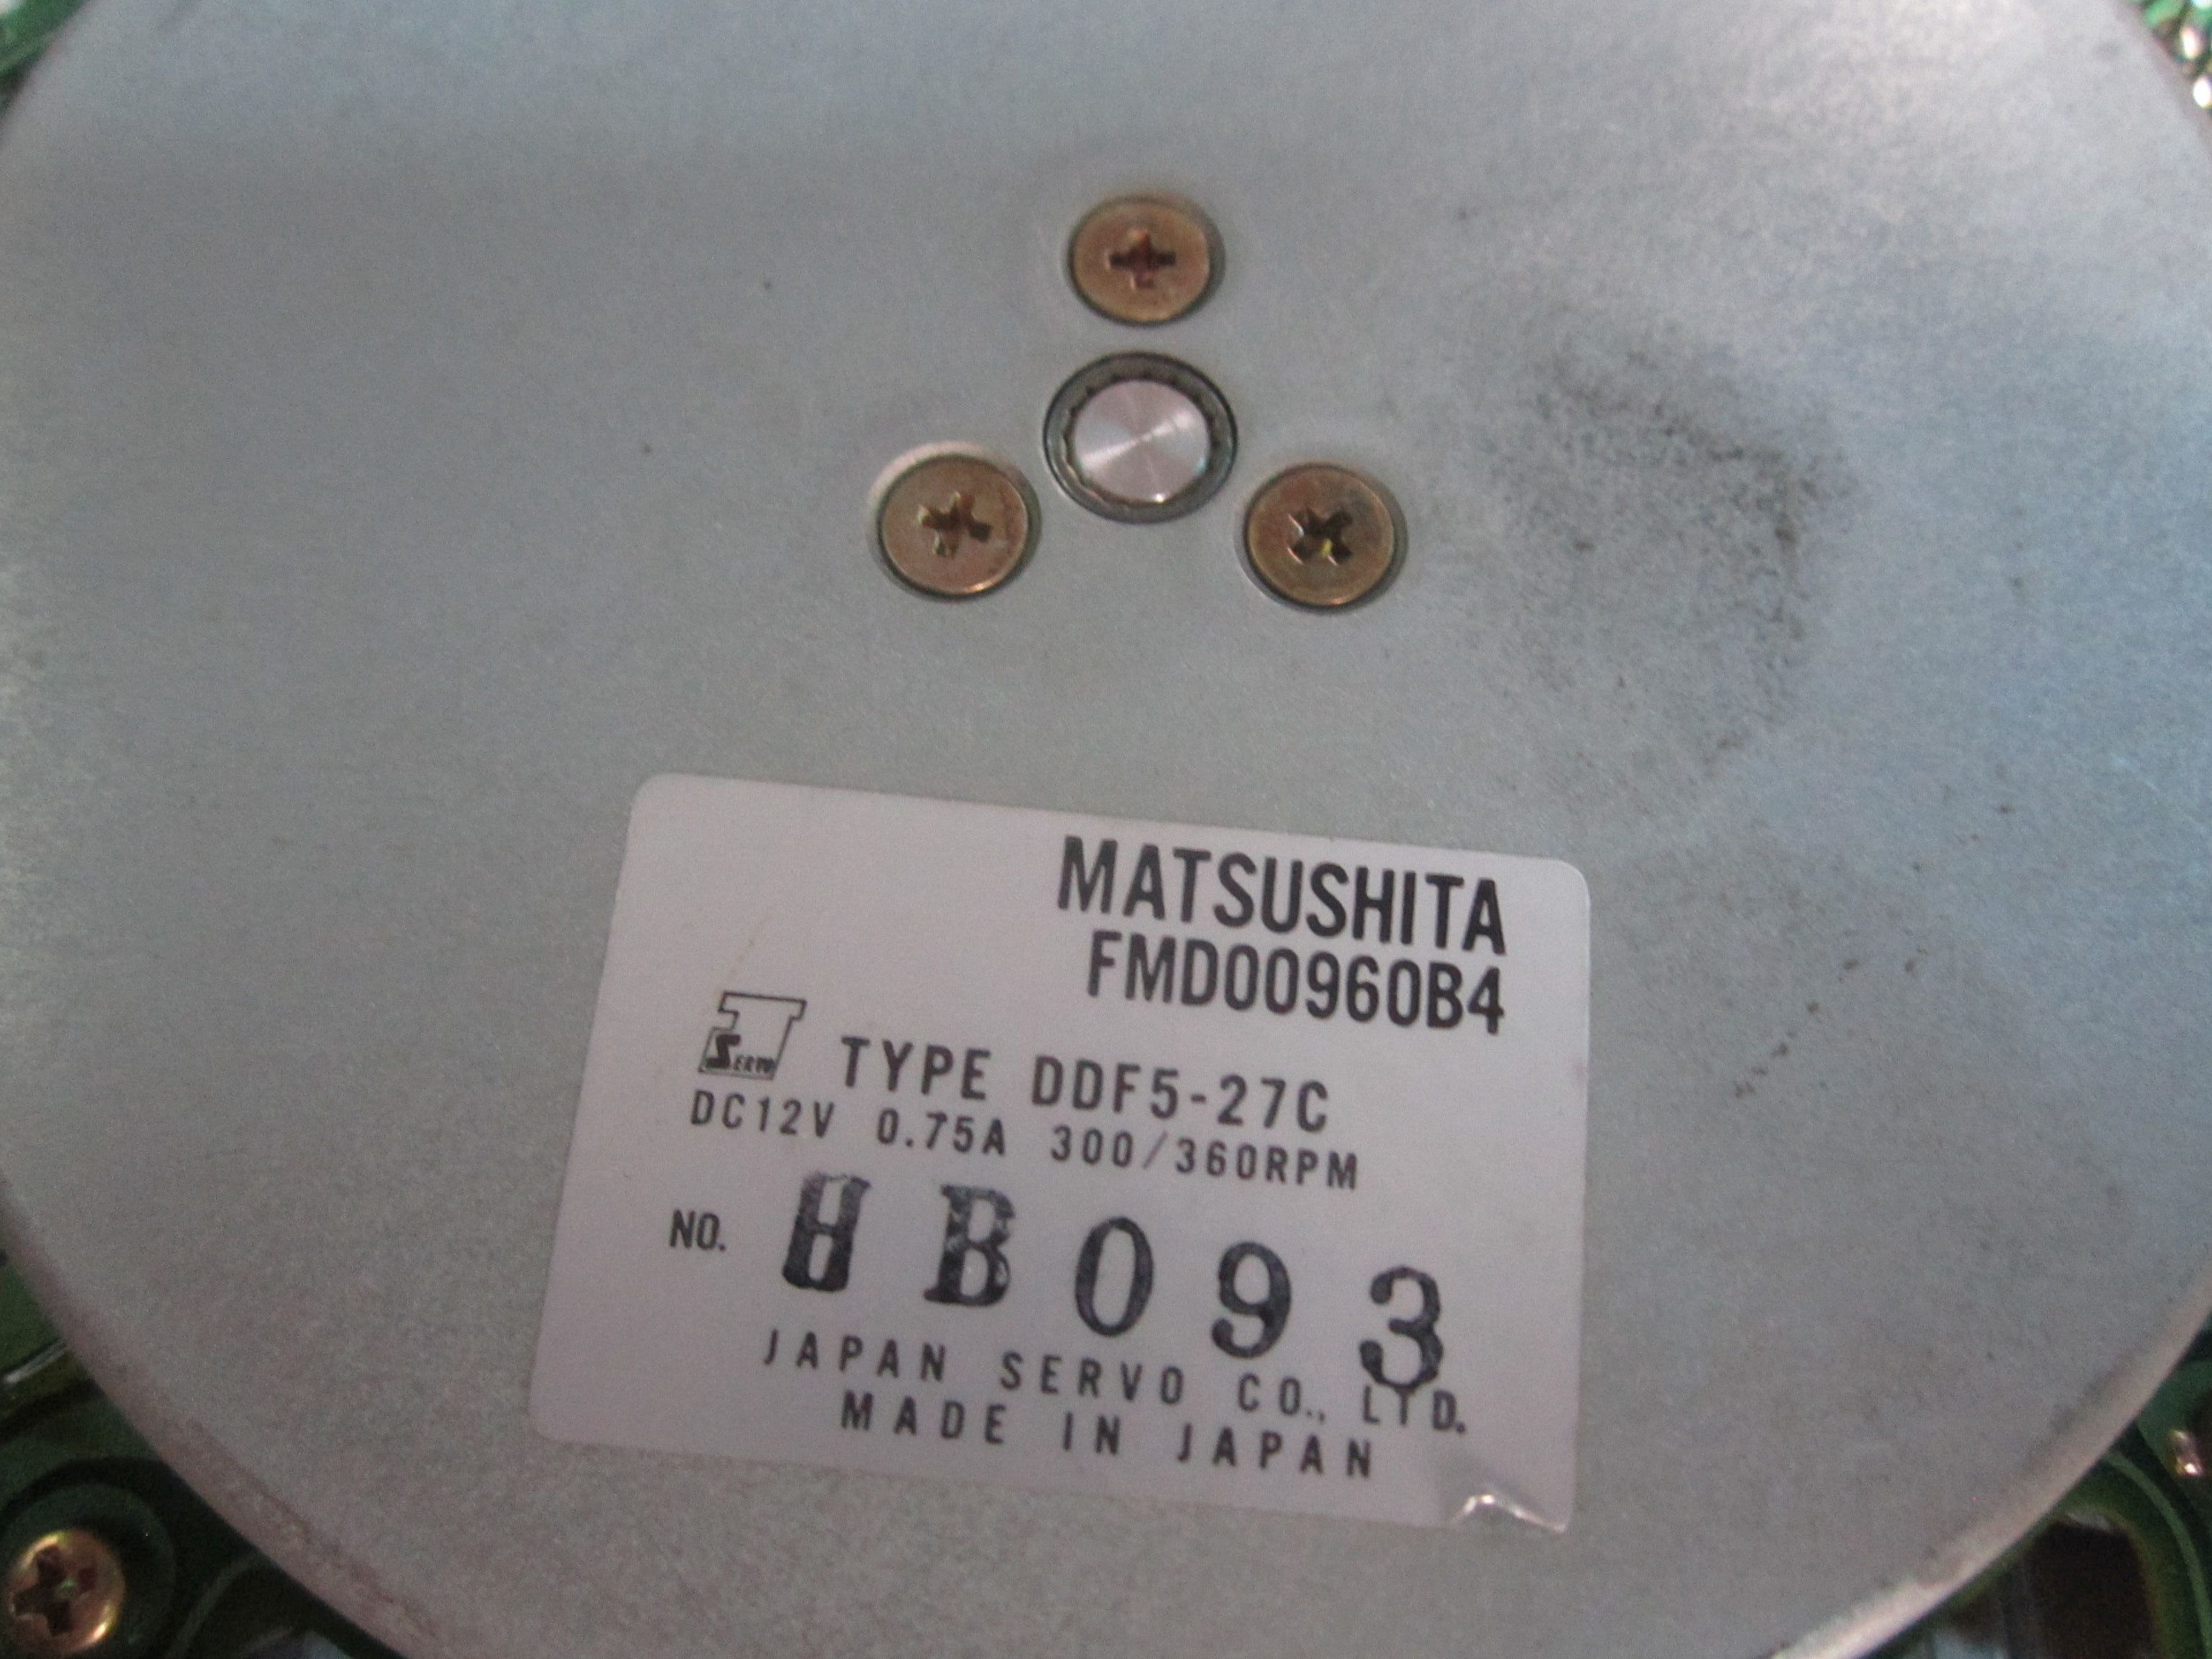 MATSUSHITA
FMD00960B4
SERVO TYPE DDF5-27C
DC12V 0.75A 300/360RPM
NO. HB093
JAPAN SERVO CO., LTD.
MADE IN JAPAN